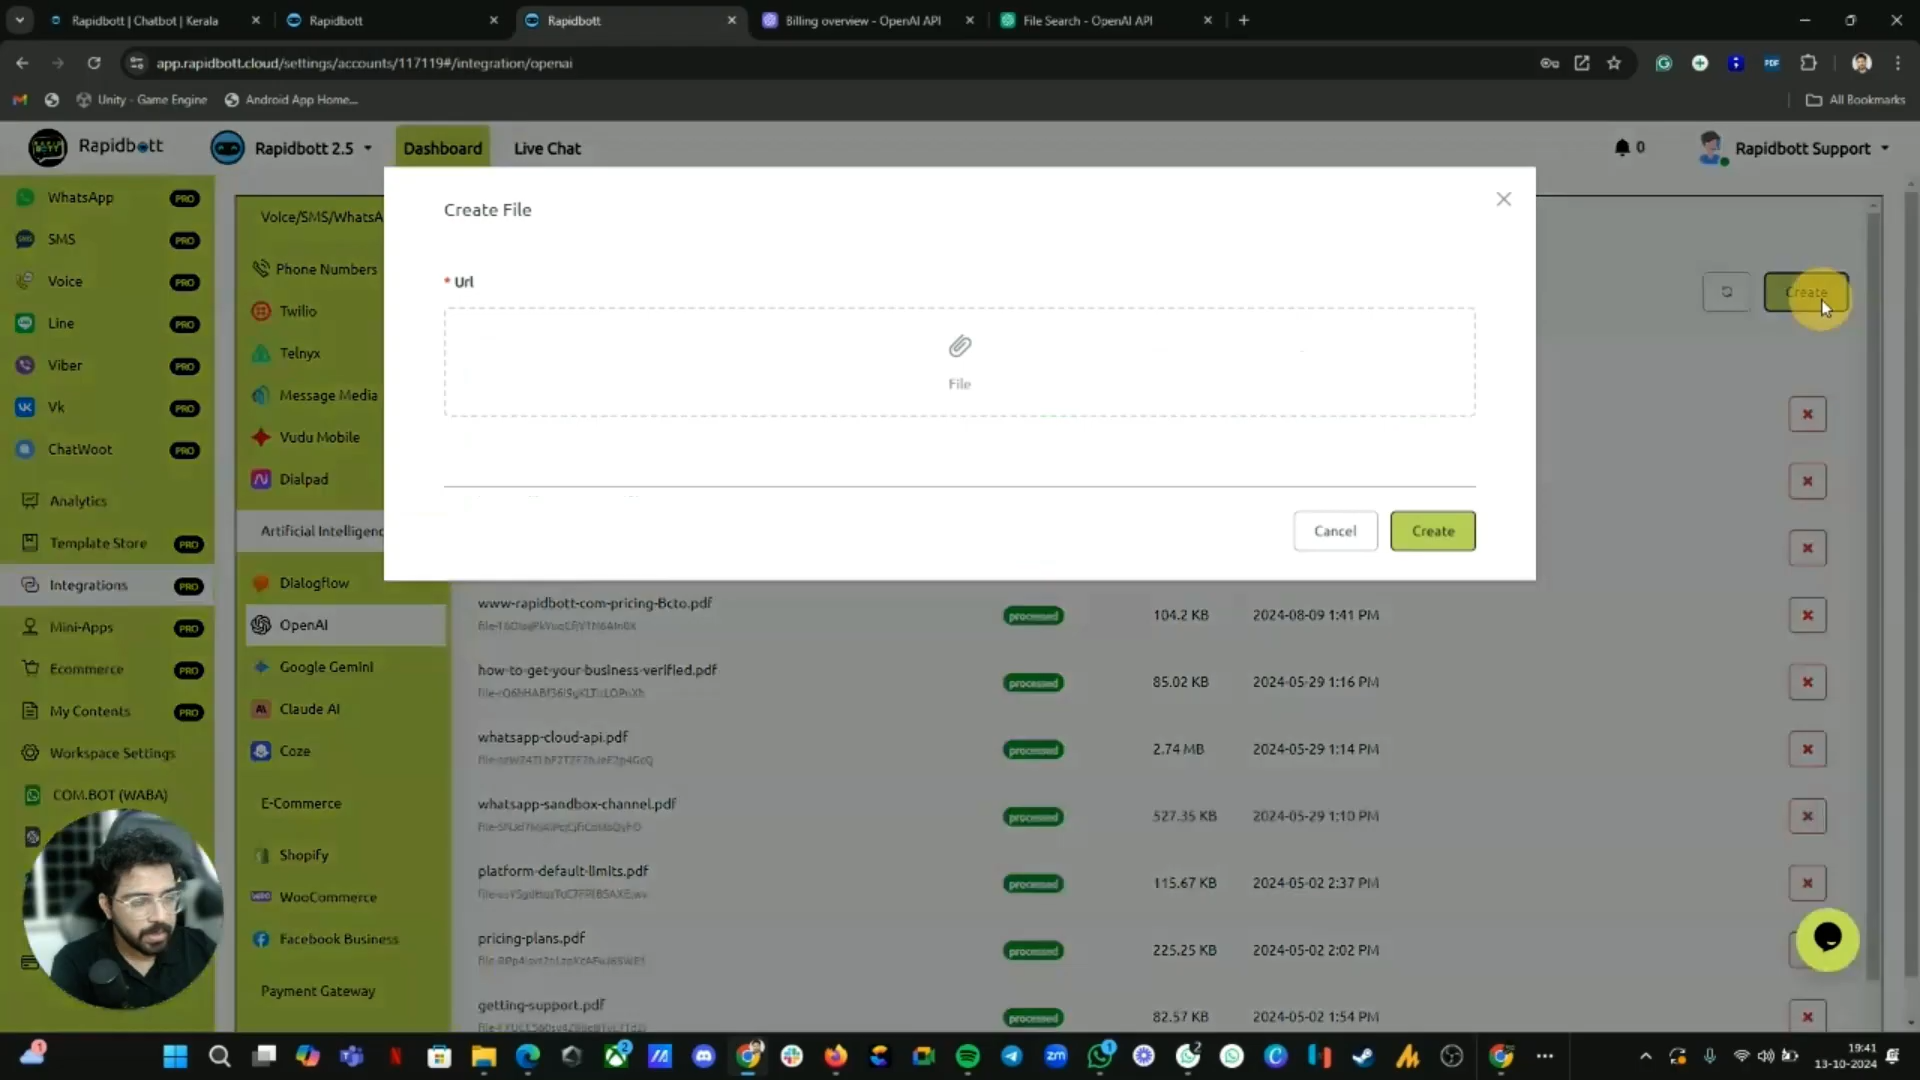 Rapidbott | Chatbot | Kerala
Rapidbott
Rapidbott
Billing overview - OpenAI API
File Search - OpenAI API
app.rapidbott.cloud/settings/accounts/117119#/integration/openai
Unity - Game Engine
Android App Home...
All Bookmarks
Rapidbott
Rapidbott 2.5
Dashboard
Live Chat
0
Rapidbott Support
WhatsApp PRO
SMS PRO
Voice PRO
Line PRO
Viber PRO
Vk PRO
ChatWoot PRO
Analytics
Template Store PRO
Integrations PRO
Mini-Apps PRO
Ecommerce PRO
My Contents PRO
Workspace Settings
COM.BOT (WABA)
Voice/SMS/WhatsA
Phone Numbers
Twilio
Telnyx
Message Media
Vudu Mobile
Dialpad
Artificial Intelligenc
Dialogflow
OpenAI
Google Gemini
Claude AI
Coze
E-Commerce
Shopify
WooCommerce
Facebook Business
Payment Gateway
Create File
* Url
File
Cancel
Create
Create
www-rapidbott-com-pricing-8cto.pdf
processed 104.2 KB 2024-08-09 1:41 PM
how-to-get-your-business-verified.pdf
processed 85.02 KB 2024-05-29 1:16 PM
whatsapp-cloud-api.pdf
processed 2.74 MB 2024-05-29 1:14 PM
whatsapp-sandbox-channel.pdf
processed 527.35 KB 2024-05-29 1:10 PM
platform-default-limits.pdf
processed 115.67 KB 2024-05-02 2:37 PM
pricing-plans.pdf
processed 225.25 KB 2024-05-02 2:02 PM
getting-support.pdf
processed 82.57 KB 2024-05-02 1:54 PM
19:41
13-10-2024